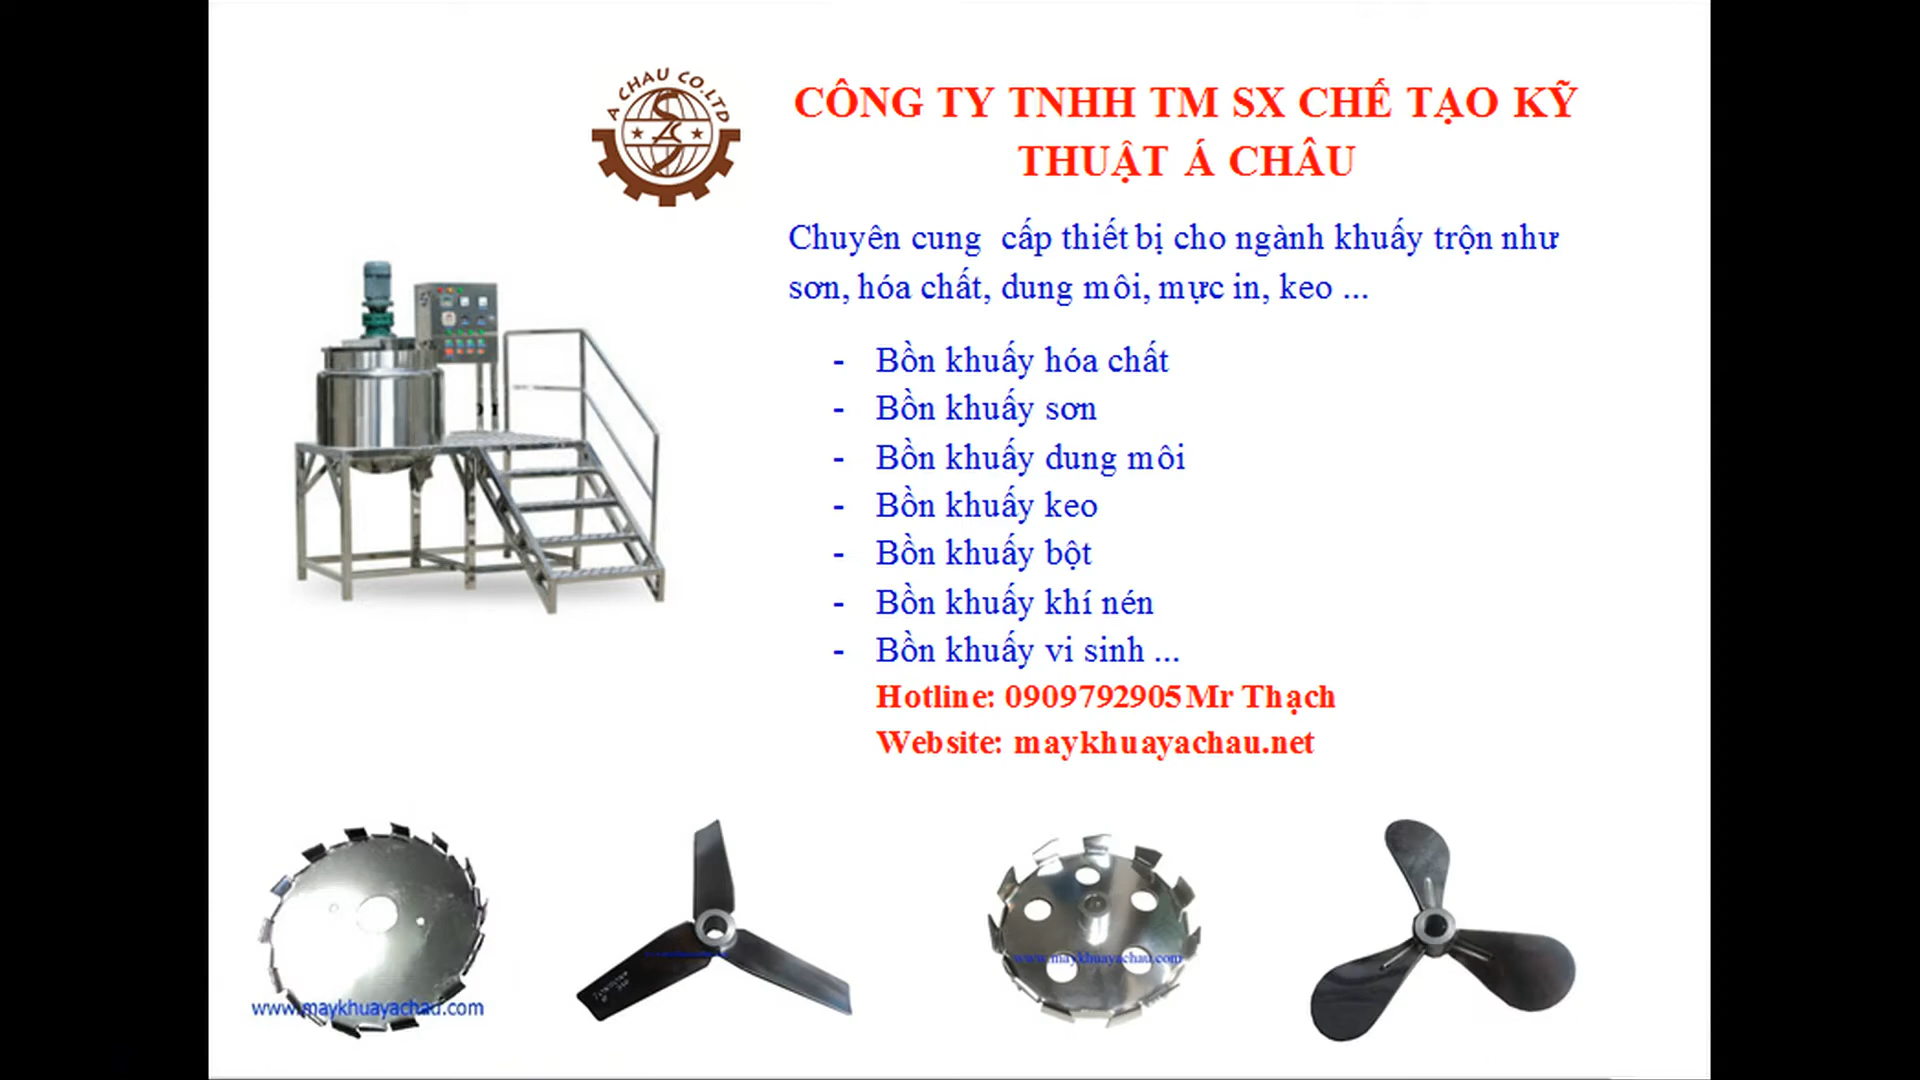 A CHAU CO.LTD
CÔNG TY TNHH TM SX CHẾ TẠO KỸ
THUẬT Á CHÂU
Chuyên cung cấp thiết bị cho ngành khuấy trộn như
sơn, hóa chất, dung môi, mực in, keo ...
- Bồn khuấy hóa chất
- Bồn khuấy sơn
- Bồn khuấy dung môi
- Bồn khuấy keo
- Bồn khuấy bột
- Bồn khuấy khí nén
- Bồn khuấy vi sinh ...
Hotline: 0909792905 Mr Thạch
Website: maykhuayachau.net
www.maykhuayachau.com
www.maykhuayachau.com